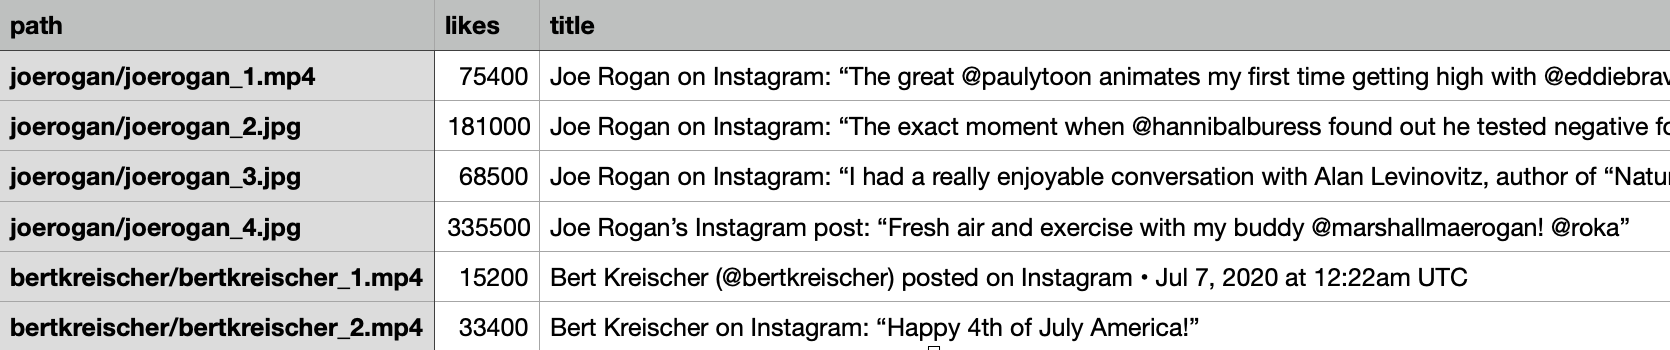 path likes title
joerogan/joerogan_1.mp4 75400 Joe Rogan on Instagram: “The great @paulytoon animates my first time getting high with @eddiebrav
joerogan/joerogan_2.jpg 181000 Joe Rogan on Instagram: “The exact moment when @hannibalburess found out he tested negative fo
joerogan/joerogan_3.jpg 68500 Joe Rogan on Instagram: “I had a really enjoyable conversation with Alan Levinovitz, author of “Natur
joerogan/joerogan_4.jpg 335500 Joe Rogan’s Instagram post: “Fresh air and exercise with my buddy @marshallmaerogan! @roka”
bertkreischer/bertkreischer_1.mp4 15200 Bert Kreischer (@bertkreischer) posted on Instagram • Jul 7, 2020 at 12:22am UTC
bertkreischer/bertkreischer_2.mp4 33400 Bert Kreischer on Instagram: “Happy 4th of July America!”